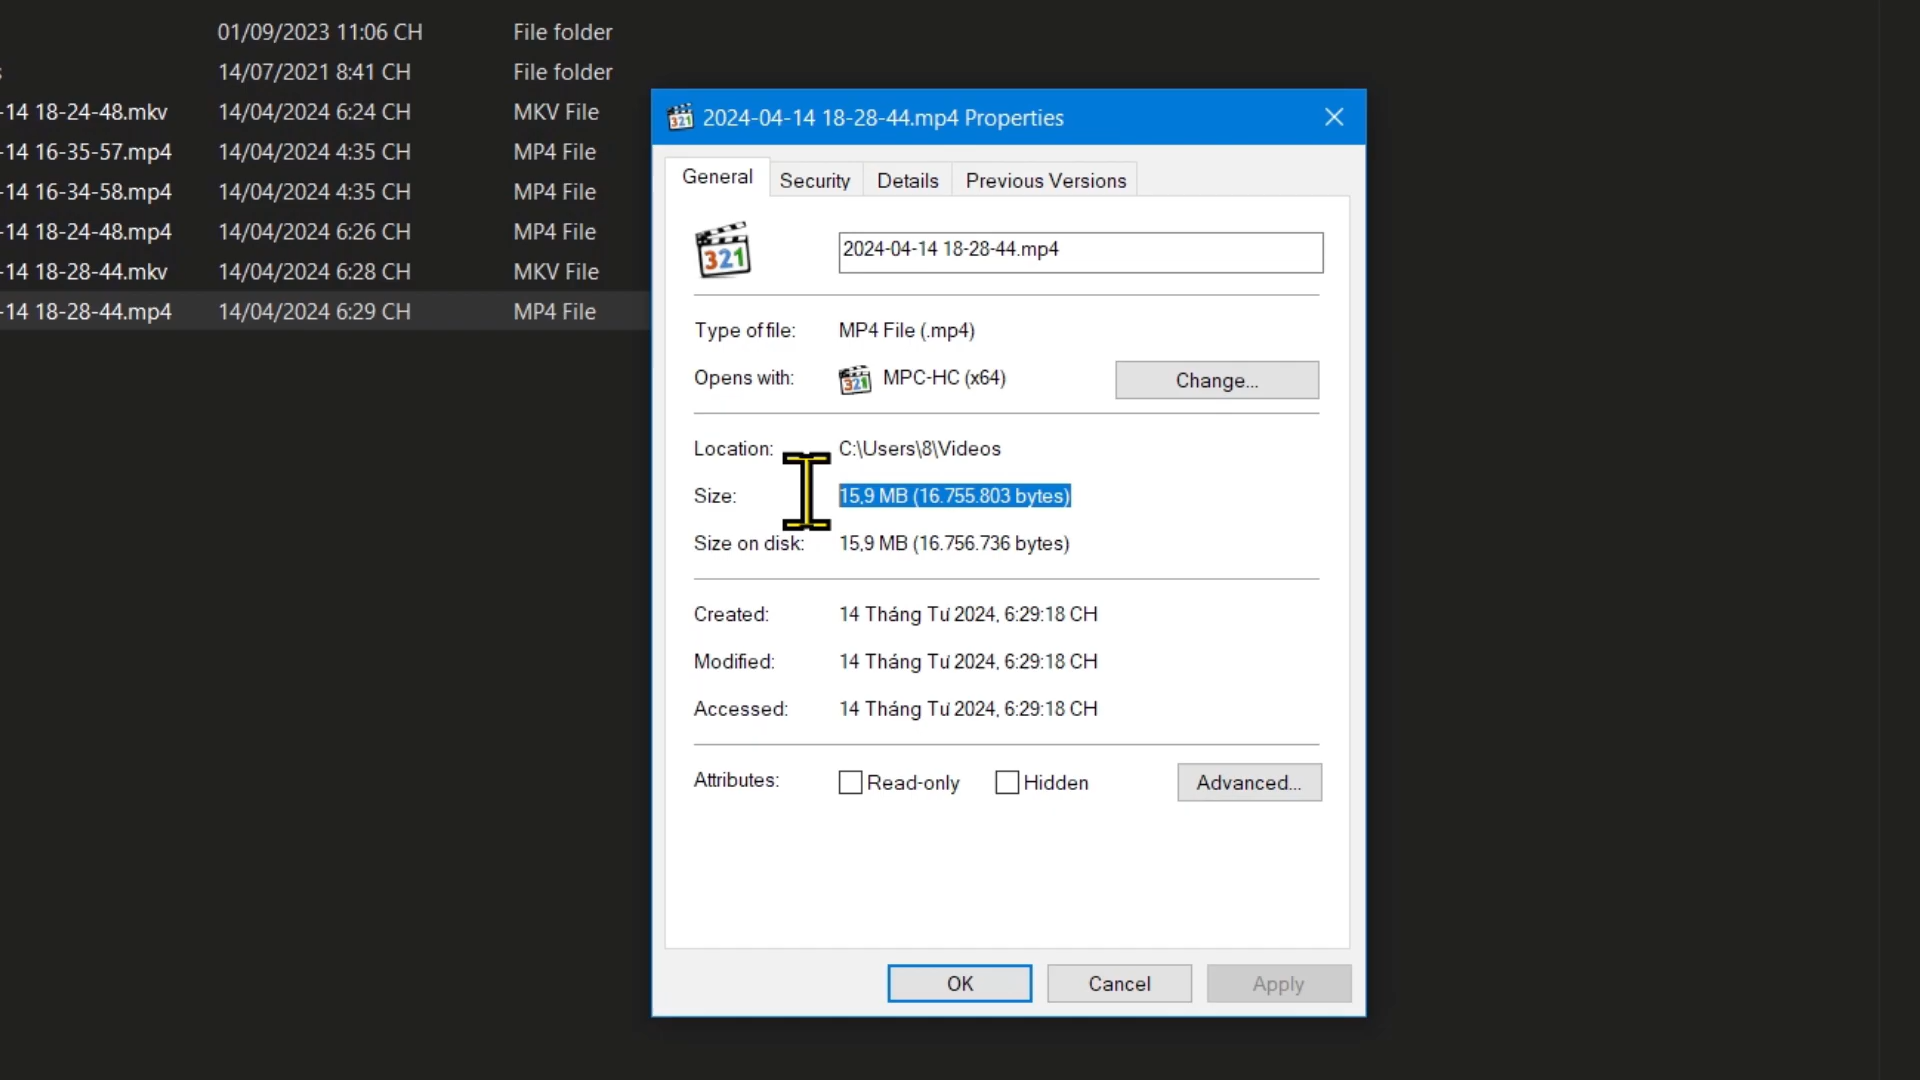 01/09/2023 11:06 CH File folder
s 14/07/2021 8:41 CH File folder
-14 18-24-48.mkv 14/04/2024 6:24 CH MKV File
-14 16-35-57.mp4 14/04/2024 4:35 CH MP4 File
-14 16-34-58.mp4 14/04/2024 4:35 CH MP4 File
-14 18-24-48.mp4 14/04/2024 6:26 CH MP4 File
-14 18-28-44.mkv 14/04/2024 6:28 CH MKV File
-14 18-28-44.mp4 14/04/2024 6:29 CH MP4 File
321 2024-04-14 18-28-44.mp4 Properties
General Security Details Previous Versions
321 2024-04-14 18-28-44.mp4
Type of file: MP4 File (.mp4)
Opens with: 321 MPC-HC (x64) Change...
Location: C:\Users\8\Videos
Size: 15,9 MB (16.755.803 bytes)
Size on disk: 15,9 MB (16.756.736 bytes)
Created: 14 Tháng Tư 2024, 6:29:18 CH
Modified: 14 Tháng Tư 2024, 6:29:18 CH
Accessed: 14 Tháng Tư 2024, 6:29:18 CH
Attributes: Read-only Hidden Advanced...
OK Cancel Apply